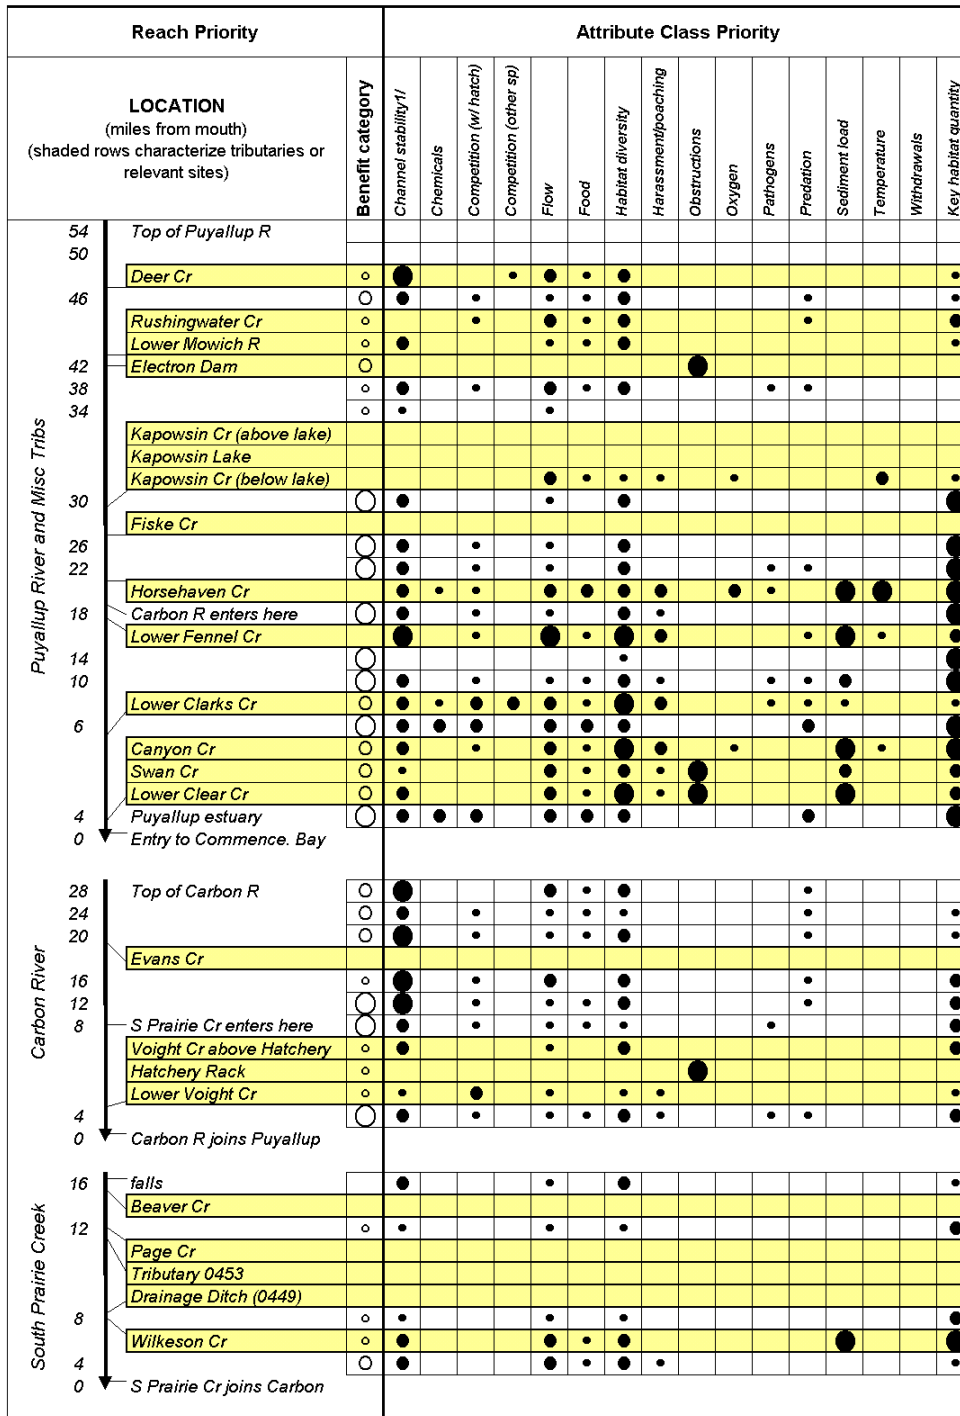 Reach Priority
Attribute Class Priority
LOCATION
(miles from mouth)
(shaded rows characterize tributaries or
relevant sites)
Benefit category
Channel stability1/
Chemicals
Competition (w/ hatch)
Competition (other sp)
Flow
Food
Habitat diversity
Harassment/poaching
Obstructions
Oxygen
Pathogens
Predation
Sediment load
Temperature
Withdrawals
Key habitat quantity
Puyallup River and Misc Tribs
54 Top of Puyallup R
50
Deer Cr
46
Rushingwater Cr
Lower Mowich R
42 Electron Dam
38
34
Kapowsin Cr (above lake)
Kapowsin Lake
Kapowsin Cr (below lake)
30
Fiske Cr
26
22
Horsehaven Cr
18 Carbon R enters here
Lower Fennel Cr
14
10
Lower Clarks Cr
6
Canyon Cr
Swan Cr
Lower Clear Cr
4 Puyallup estuary
0 Entry to Commence. Bay
Carbon River
28 Top of Carbon R
24
20
Evans Cr
16
12
8 S Prairie Cr enters here
Voight Cr above Hatchery
Hatchery Rack
Lower Voight Cr
4
0 Carbon R joins Puyallup
South Prairie Creek
16 falls
Beaver Cr
12
Page Cr
Tributary 0453
Drainage Ditch (0449)
8
Wilkeson Cr
4
0 S Prairie Cr joins Carbon